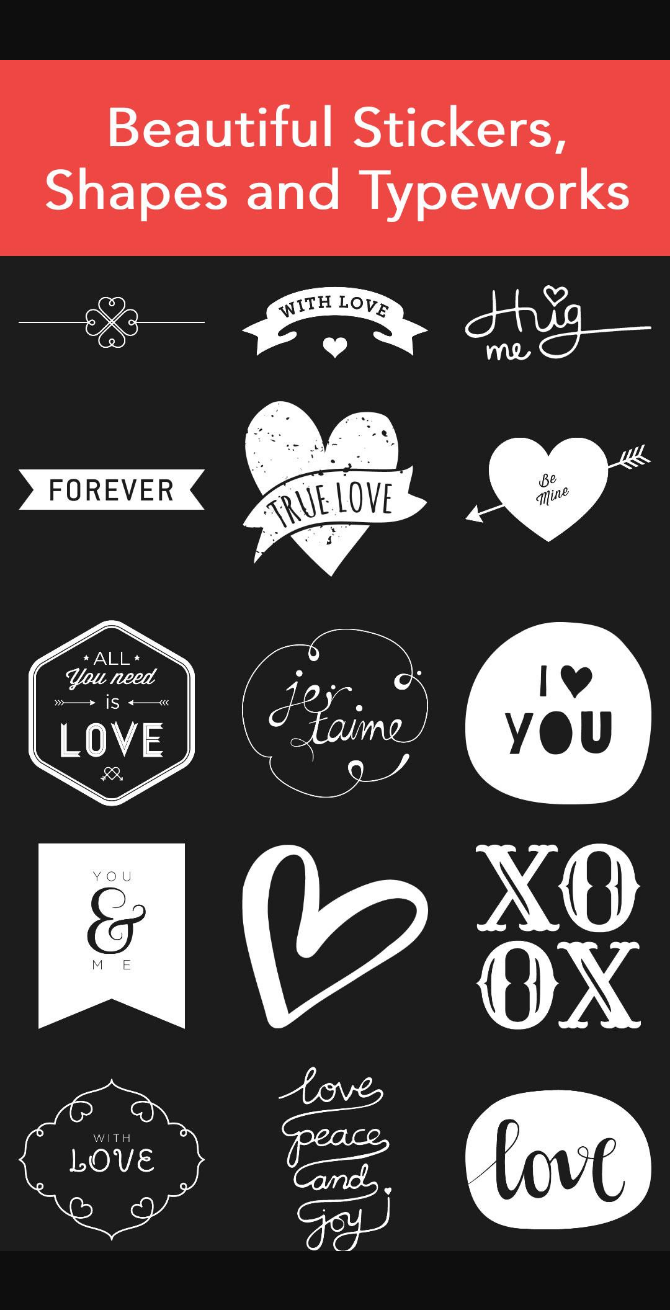 Beautiful Stickers,
Shapes and Typeworks
WITH LOVE
Hug
me
FOREVER
TRUE LOVE
Be
Mine
ALL
You need
is
LOVE
je
t'aime
I ♥
YOU
YOU
&
ME
XO
OX
WITH
LOVE
love
peace
and
joy
love